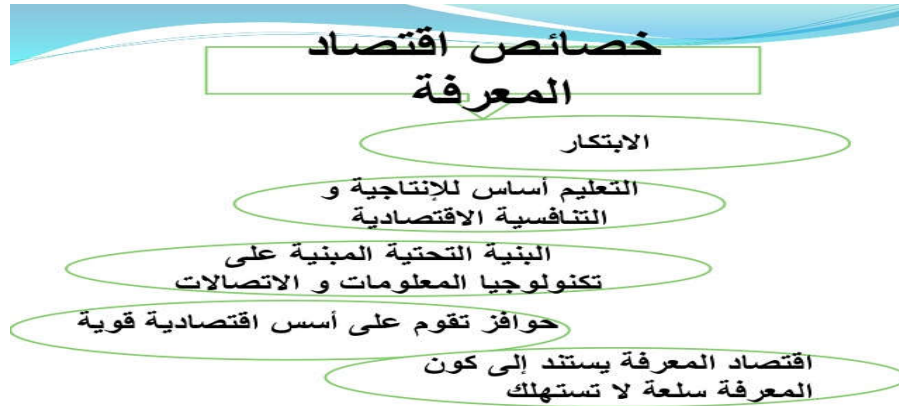 خصائص اقتصاد
المعرفة
الابتكار
التعليم أساس للإنتاجية و
التنافسية الاقتصادية
البنية التحتية المبنية على
تكنولوجيا المعلومات و الاتصالات
حوافز تقوم على أسس اقتصادية قوية
اقتصاد المعرفة يستند إلى كون
المعرفة سلعة لا تستهلك